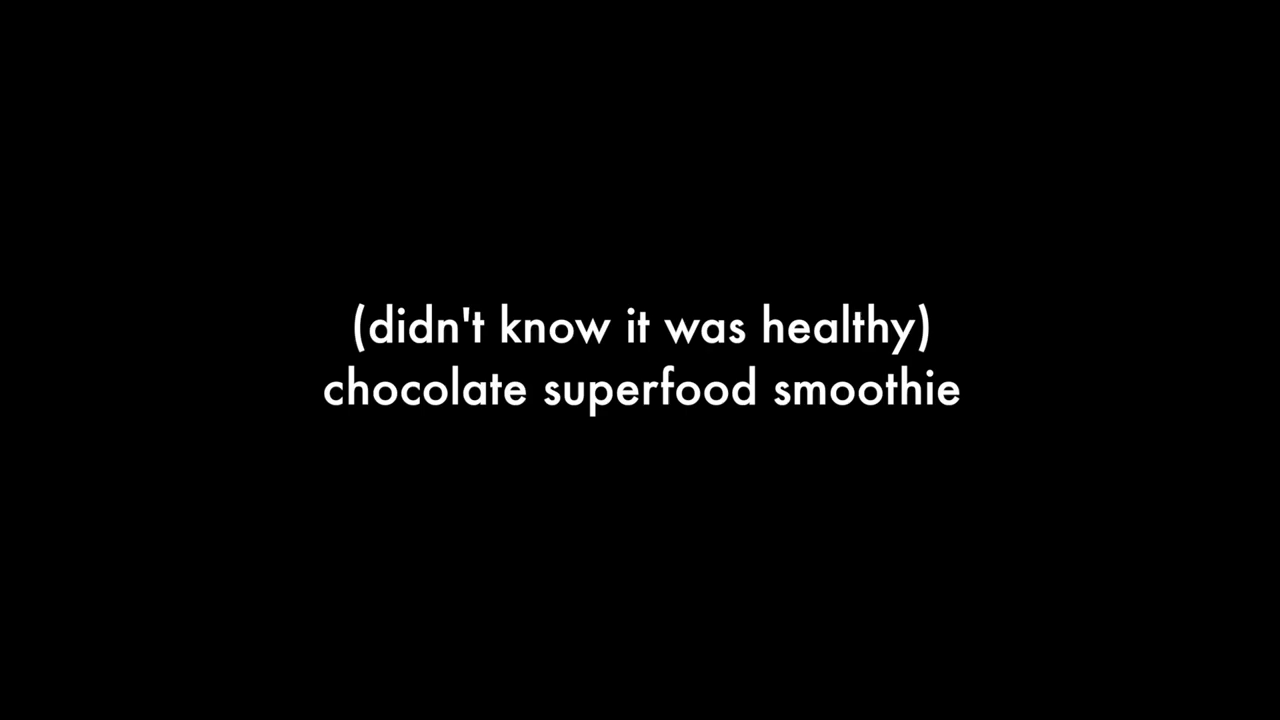 (didn't know it was healthy)
chocolate superfood smoothie